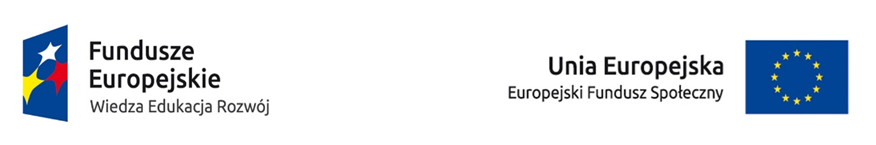 Fundusze
Europejskie
Wiedza Edukacja Rozwój
Unia Europejska
Europejski Fundusz Społeczny